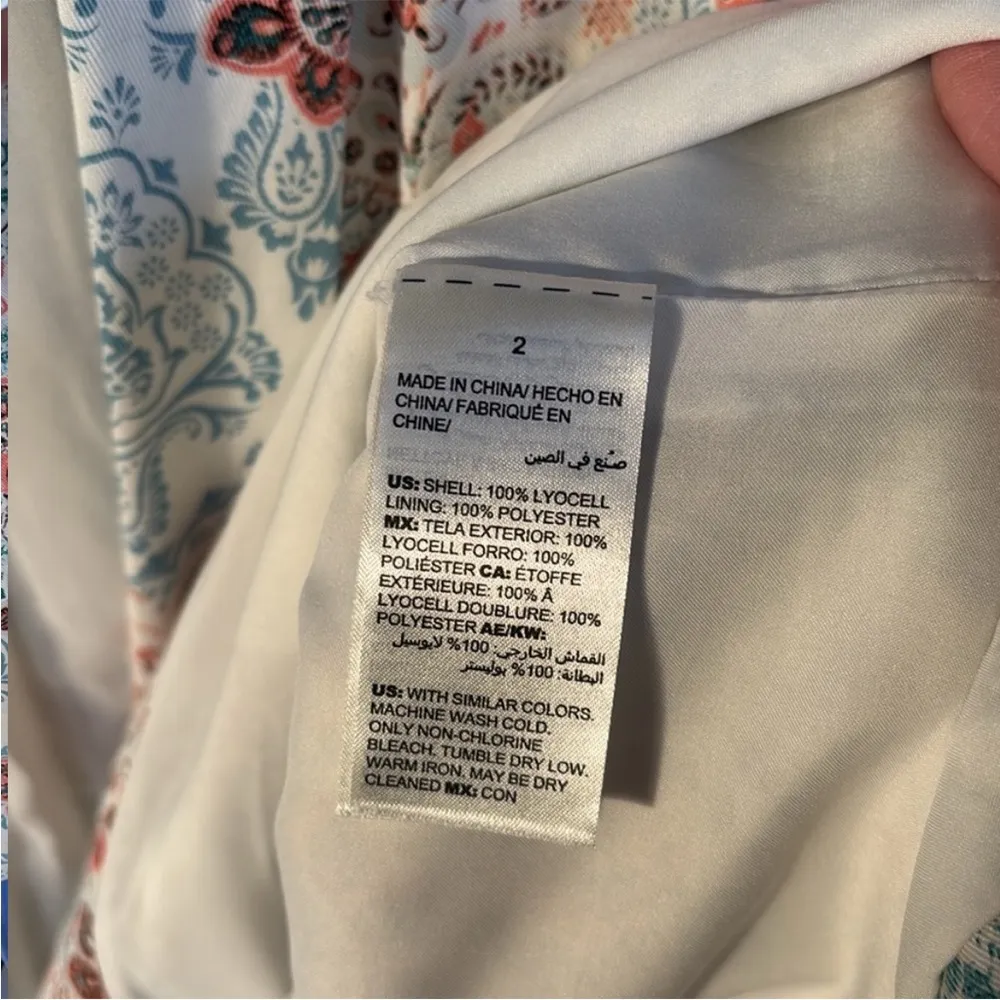 2
MADE IN CHINA/ HECHO EN
CHINA/ FABRIQUÉ EN
CHINE/
صُنع في الصين
US: SHELL: 100% LYOCELL
LINING: 100% POLYESTER
MX: TELA EXTERIOR: 100%
LYOCELL FORRO: 100%
POLIÉSTER CA: ÉTOFFE
EXTÉRIEURE: 100% Â
LYOCELL DOUBLURE: 100%
POLYESTER AE/KW:
القماش الخارجي: 100% لايوسيل
البطانة: 100% بوليستر
US: WITH SIMILAR COLORS.
MACHINE WASH COLD.
ONLY NON-CHLORINE
BLEACH. TUMBLE DRY LOW.
WARM IRON. MAY BE DRY
CLEANED MX: CON